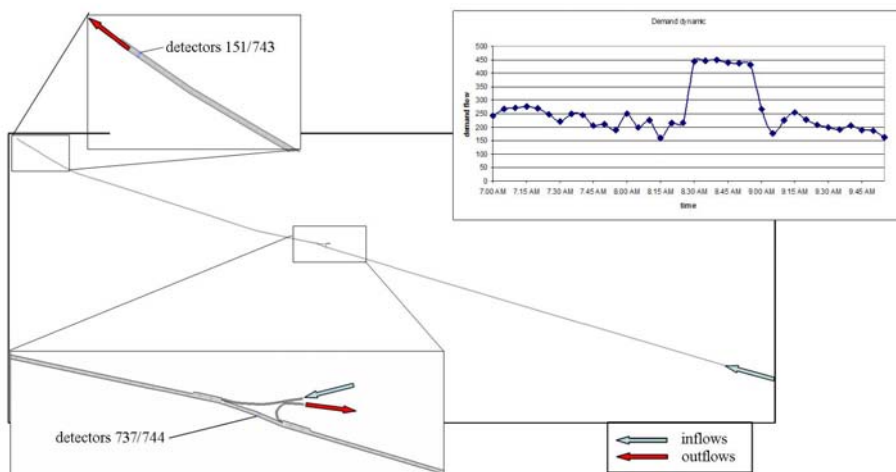 detectors 151/743
Demand dynamic
demand flow
500
450
400
350
300
250
200
150
100
50
0
7.00 AM 7.15 AM 7.30 AM 7.45 AM 8.00 AM 8.15 AM 8.30 AM 8.45 AM 9.00 AM 9.15 AM 9.30 AM 9.45 AM
time
detectors 737/744
inflows
outflows